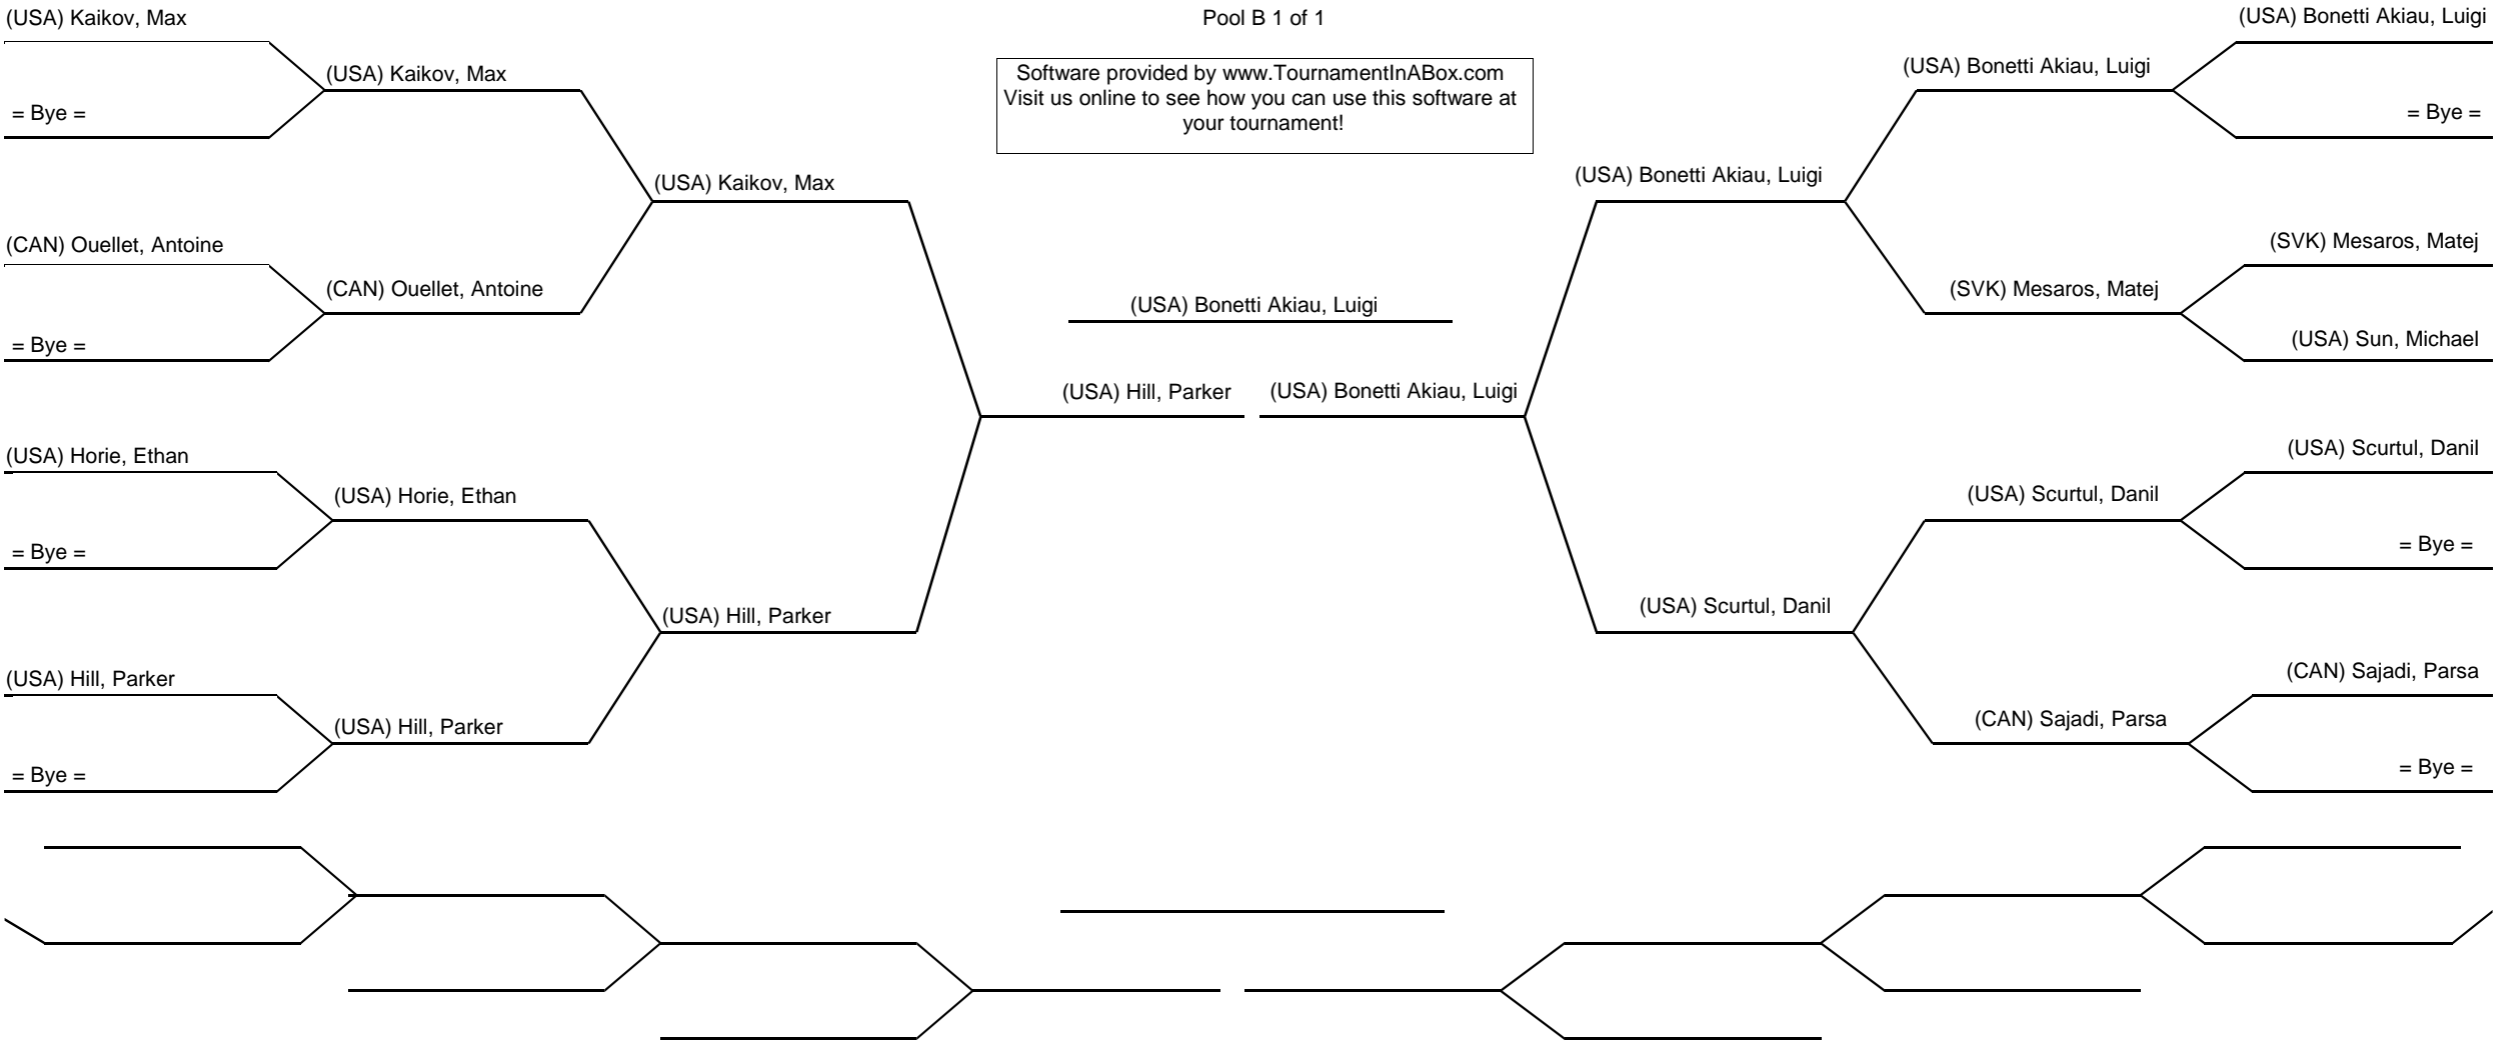 (USA) Kaikov, Max
= Bye =
(CAN) Ouellet, Antoine
= Bye =
(USA) Horie, Ethan
= Bye =
(USA) Hill, Parker
= Bye =
(USA) Kaikov, Max
(CAN) Ouellet, Antoine
(USA) Horie, Ethan
(USA) Hill, Parker
(USA) Kaikov, Max
(USA) Hill, Parker
Pool B 1 of 1
Software provided by www.TournamentInABox.com
Visit us online to see how you can use this software at
your tournament!
(USA) Bonetti Akiau, Luigi
(USA) Hill, Parker
(USA) Bonetti Akiau, Luigi
(USA) Bonetti Akiau, Luigi
(USA) Scurtul, Danil
(USA) Bonetti Akiau, Luigi
(SVK) Mesaros, Matej
(USA) Scurtul, Danil
(CAN) Sajadi, Parsa
(USA) Bonetti Akiau, Luigi
= Bye =
(SVK) Mesaros, Matej
(USA) Sun, Michael
(USA) Scurtul, Danil
= Bye =
(CAN) Sajadi, Parsa
= Bye =